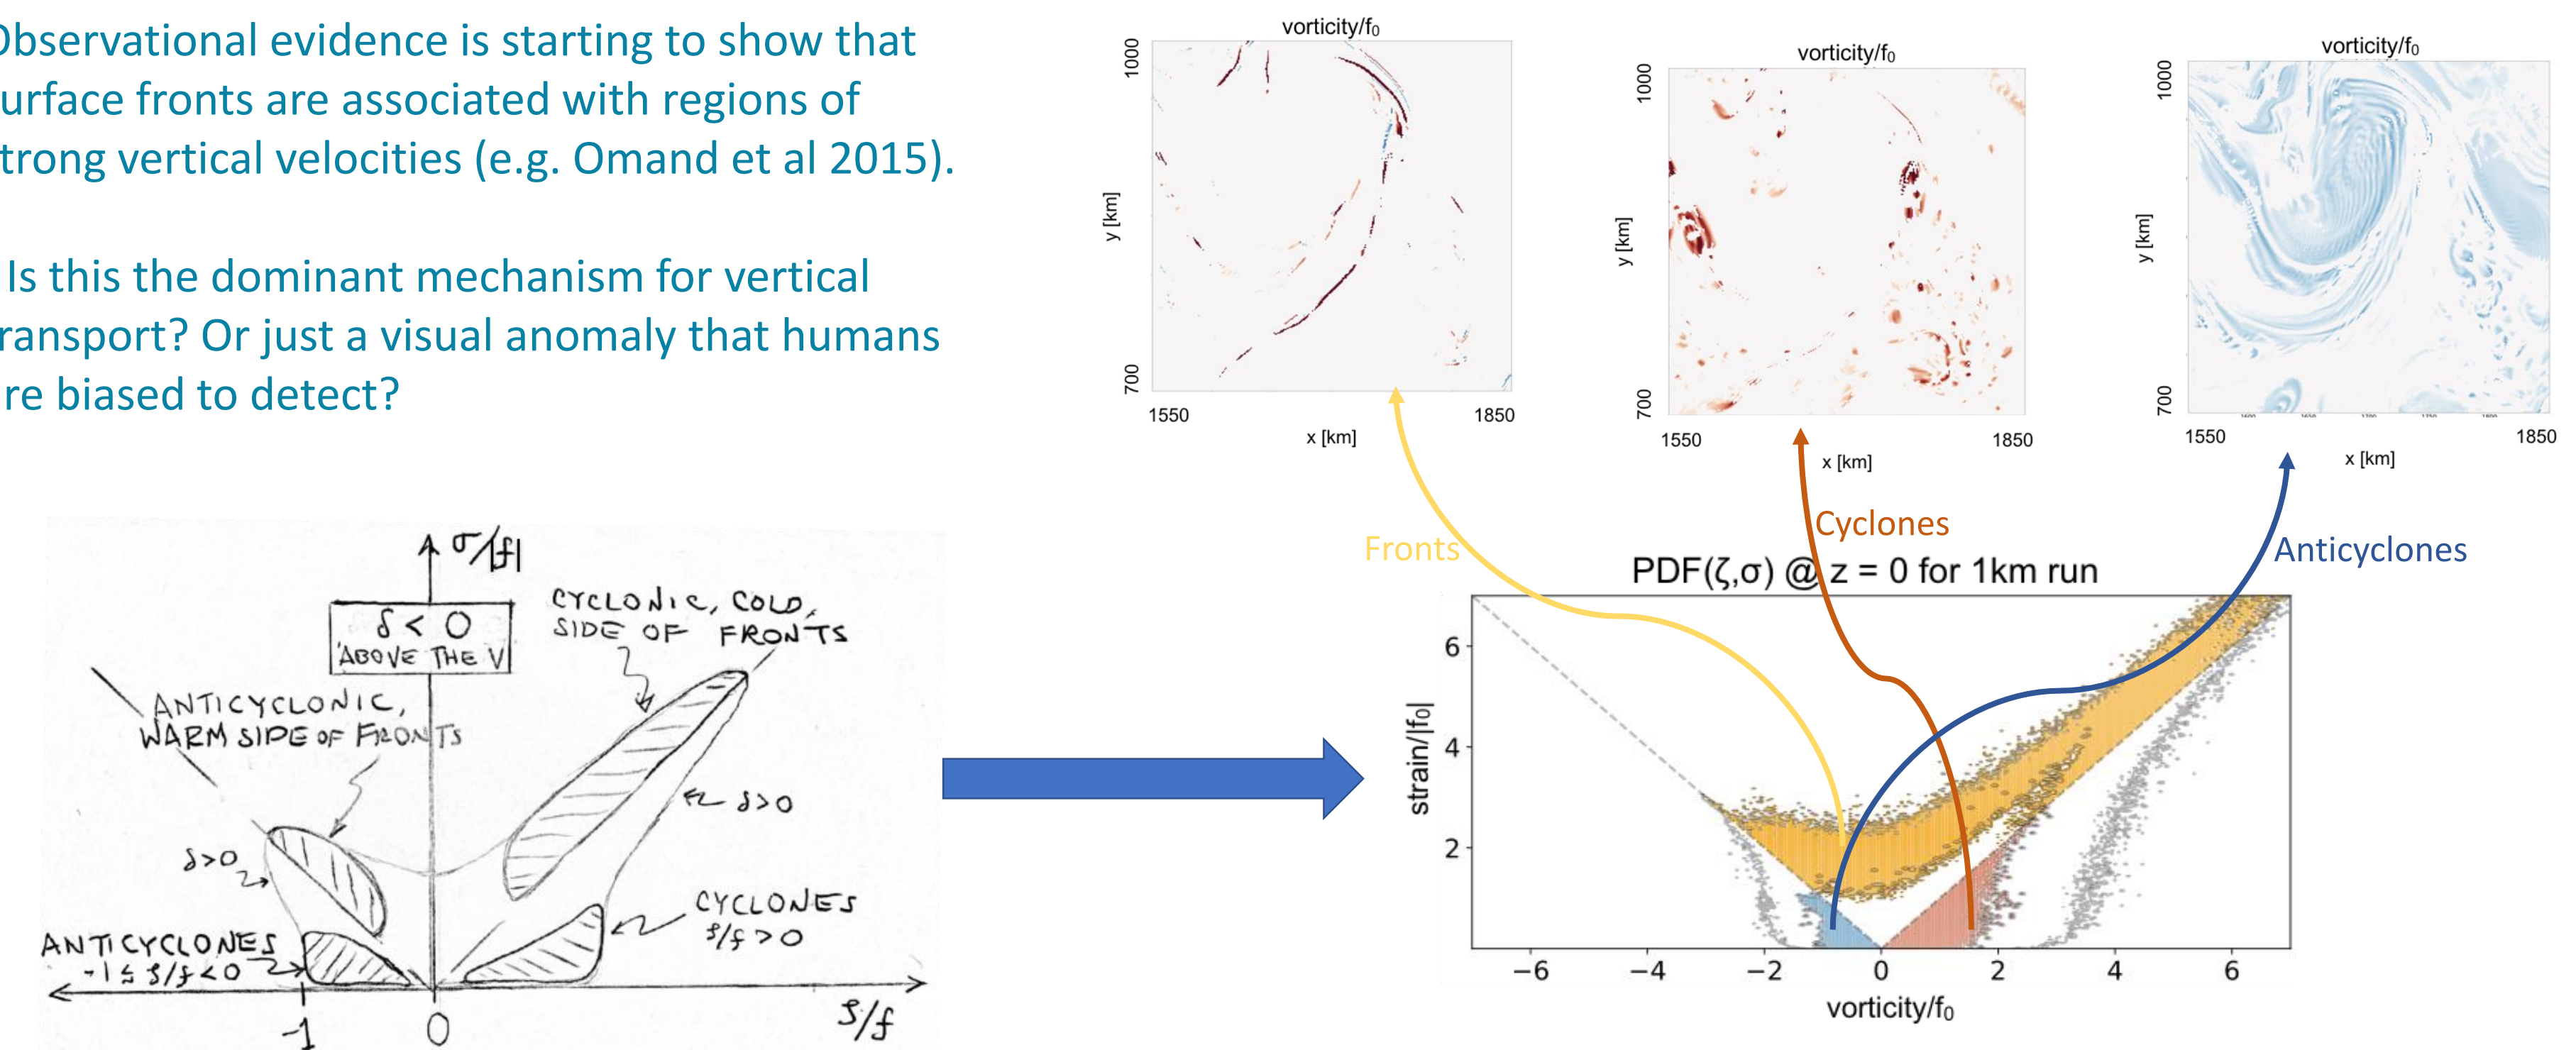 Observational evidence is starting to show that
urface fronts are associated with regions of
trong vertical velocities (e.g. Omand et al 2015).
Is this the dominant mechanism for vertical
ransport? Or just a visual anomaly that humans
re biased to detect?
vorticity/f₀
1000
y [km]
700
1550
1850
x [km]
vorticity/f₀
1000
y [km]
700
1550
1850
x [km]
vorticity/f₀
1000
y [km]
700
1550
1850
x [km]
Fronts
Cyclones
Anticyclones
σ/|f|
δ < 0
ABOVE THE V
CYCLONIC, COLD,
SIDE OF FRONTS
ANTICYCLONIC,
WARM SIDE OF FRONTS
δ>0
δ>0
CYCLONES
ζ/f > 0
ANTICYCLONES
-1 ≤ ζ/f < 0
-1
0
ζ/f
PDF(ζ,σ) @ z = 0 for 1km run
strain/|f₀|
6
4
2
−6
−4
−2
0
2
4
6
vorticity/f₀